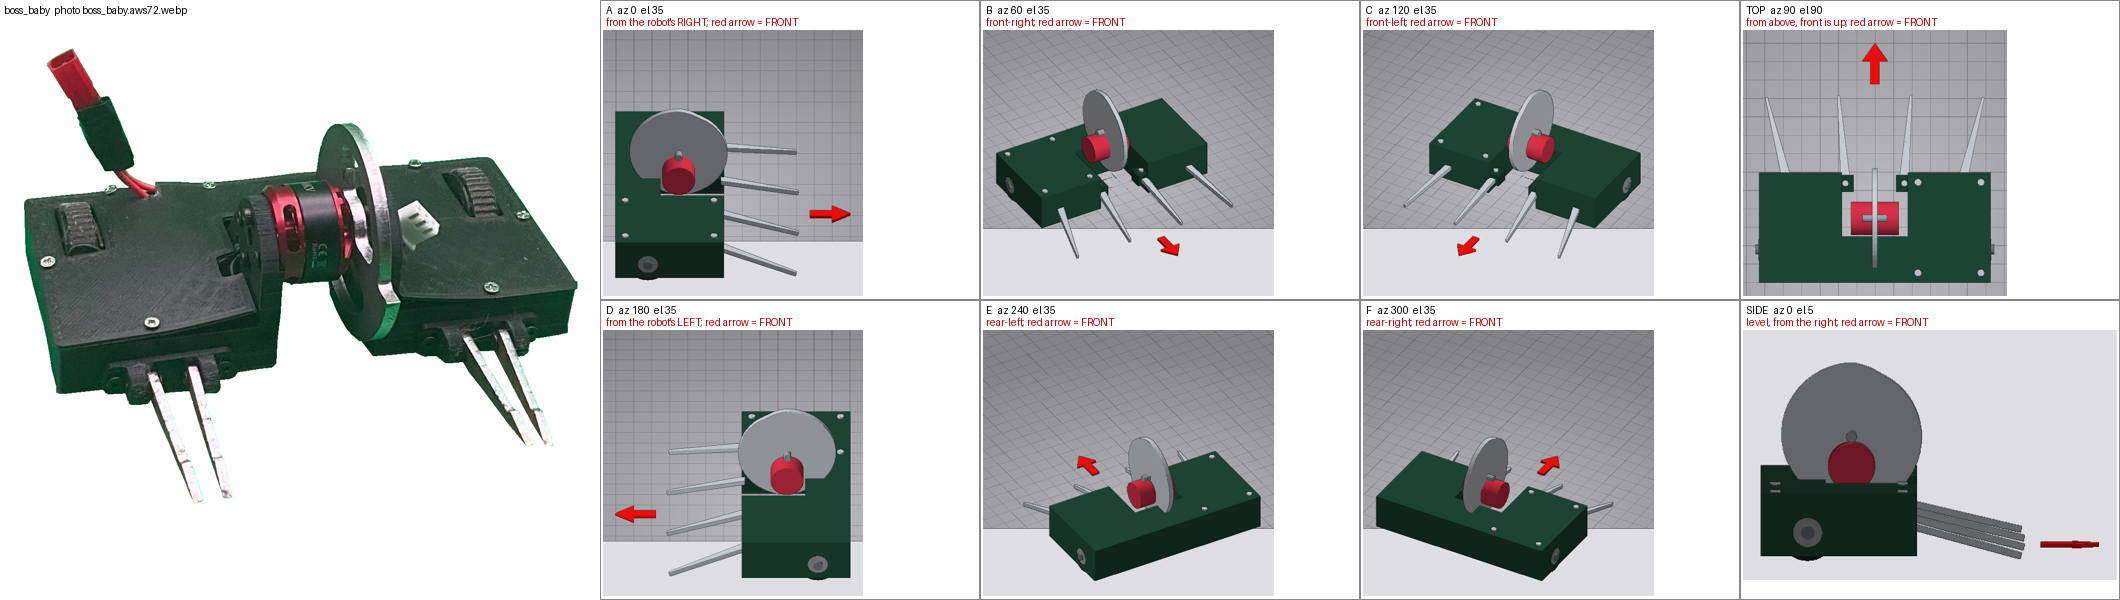 boss_baby photo boss_baby.aws72.webp
A az 0 el 35
from the robot's RIGHT; red arrow = FRONT
B az 60 el 35
front-right; red arrow = FRONT
C az 120 el 35
front-left; red arrow = FRONT
TOP az 90 el 90
from above, front is up; red arrow = FRONT
D az 180 el 35
from the robot's LEFT; red arrow = FRONT
E az 240 el 35
rear-left; red arrow = FRONT
F az 300 el 35
rear-right; red arrow = FRONT
SIDE az 0 el 5
level, from the right; red arrow = FRONT
CE